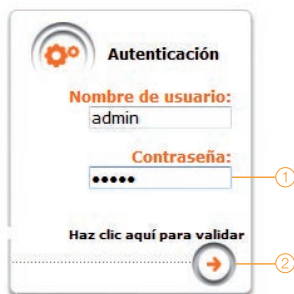 Autenticación
Nombre de usuario:
admin
Contraseña:
•••••
1
Haz clic aquí para validar
2